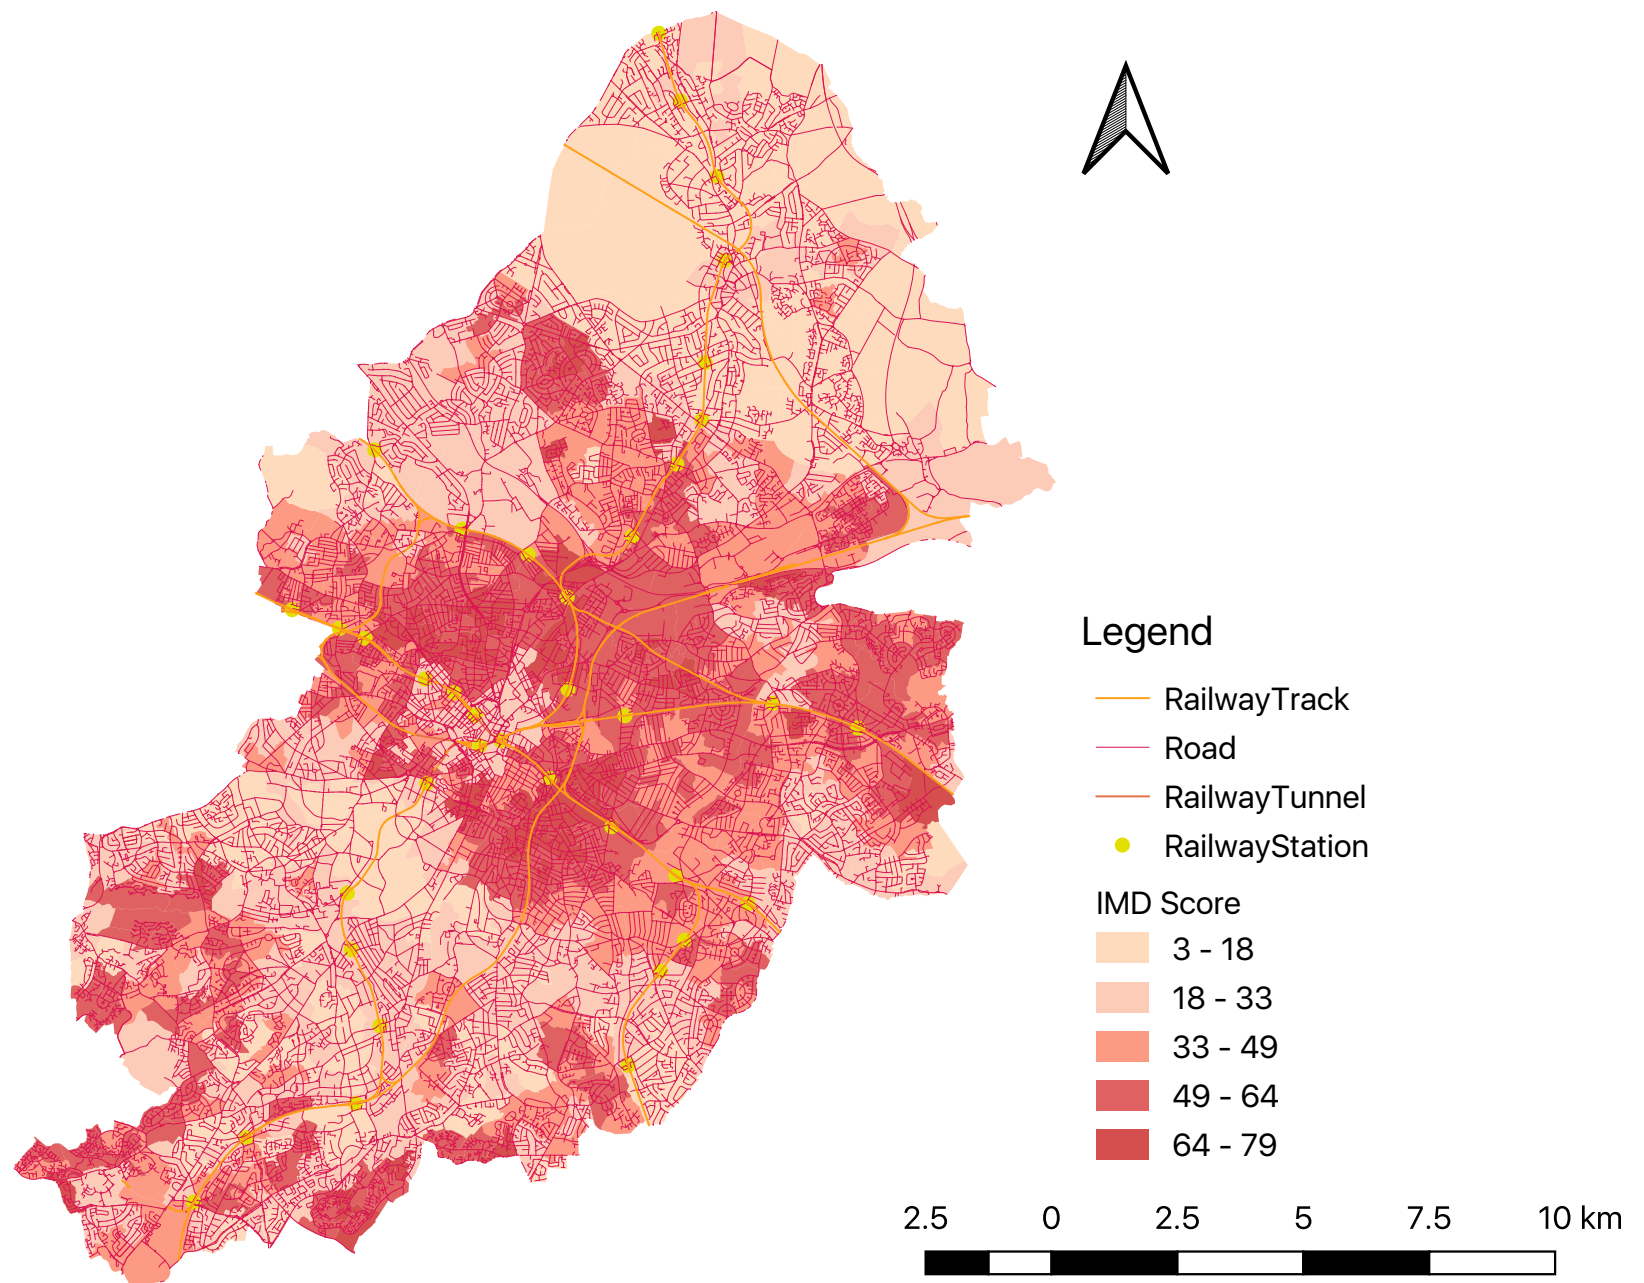 Legend
RailwayTrack
Road
RailwayTunnel
RailwayStation
IMD Score
3 - 18
18 - 33
33 - 49
49 - 64
64 - 79
2.5 0 2.5 5 7.5 10 km